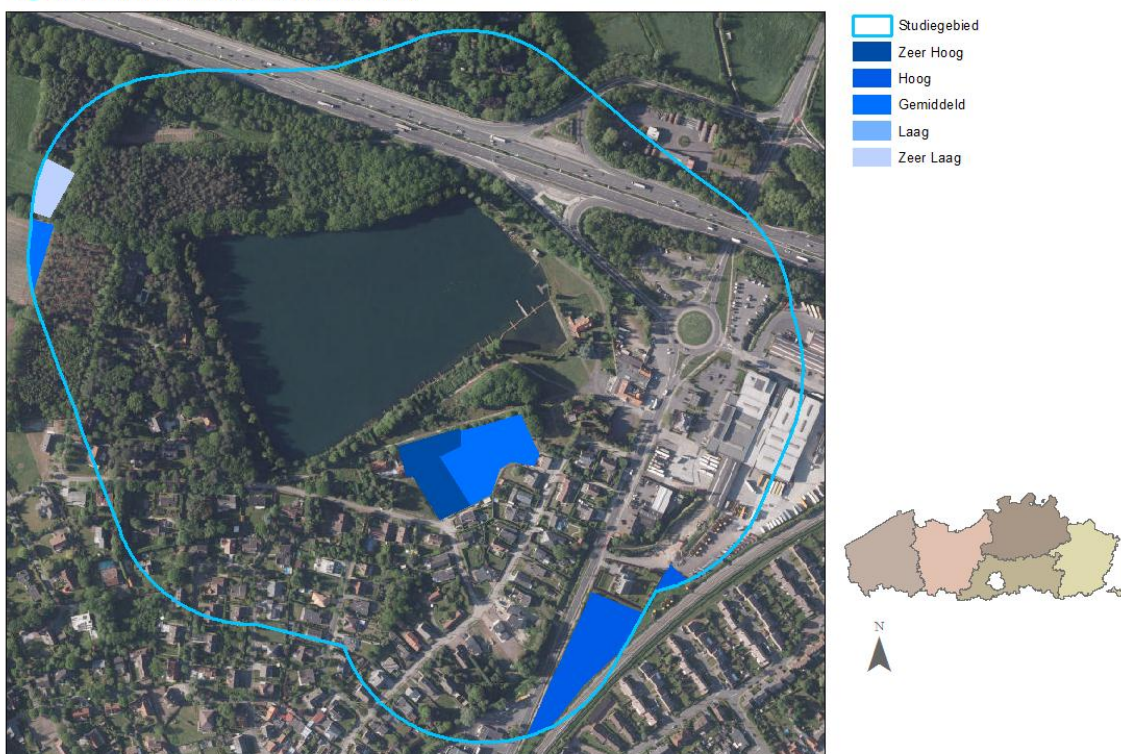 Studiegebied
Zeer Hoog
Hoog
Gemiddeld
Laag
Zeer Laag
N